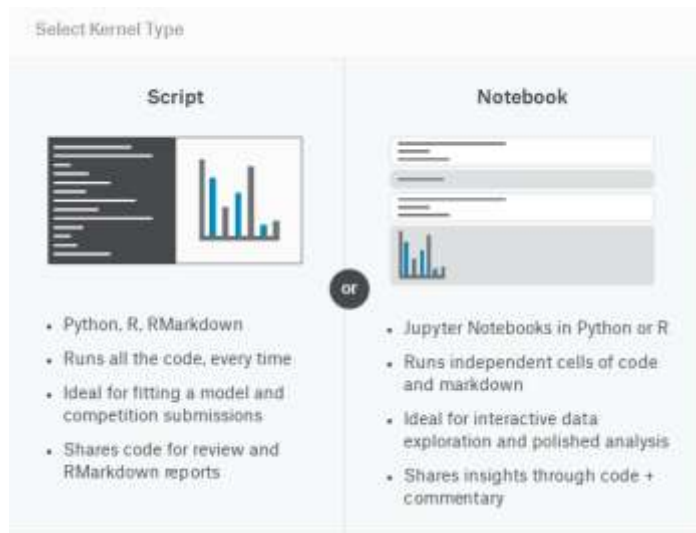 Select Kernel Type
Script
Notebook
or
• Python, R, RMarkdown
• Runs all the code, every time
• Ideal for fitting a model and
competition submissions
• Shares code for review and
RMarkdown reports
• Jupyter Notebooks in Python or R
• Runs independent cells of code
and markdown
• Ideal for interactive data
exploration and polished analysis
• Shares insights through code +
commentary